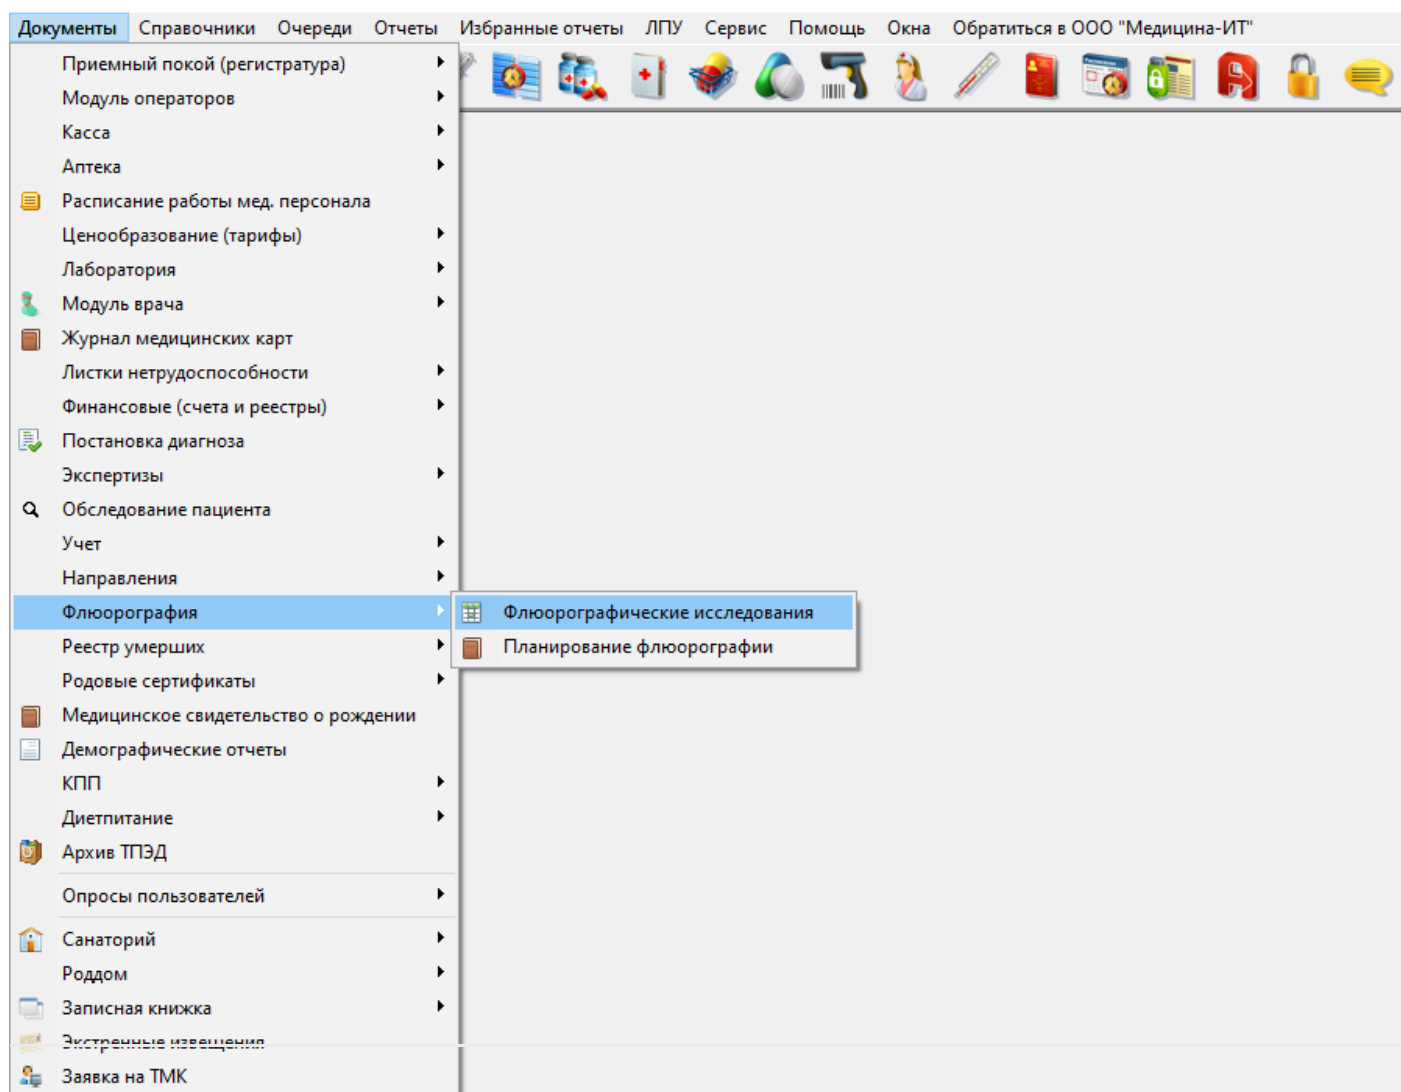 Документы Справочники Очереди Отчеты Избранные отчеты ЛПУ Сервис Помощь Окна Обратиться в ООО "Медицина-ИТ"
Приемный покой (регистратура)
Модуль операторов
Касса
Аптека
Расписание работы мед. персонала
Ценообразование (тарифы)
Лаборатория
Модуль врача
Журнал медицинских карт
Листки нетрудоспособности
Финансовые (счета и реестры)
Постановка диагноза
Экспертизы
Обследование пациента
Учет
Направления
Флюорография
Флюорографические исследования
Реестр умерших
Планирование флюорографии
Родовые сертификаты
Медицинское свидетельство о рождении
Демографические отчеты
КПП
Диетпитание
Архив ТПЭД
Опросы пользователей
Санаторий
Роддом
Записная книжка
Экстренные извещения
Заявка на ТМК